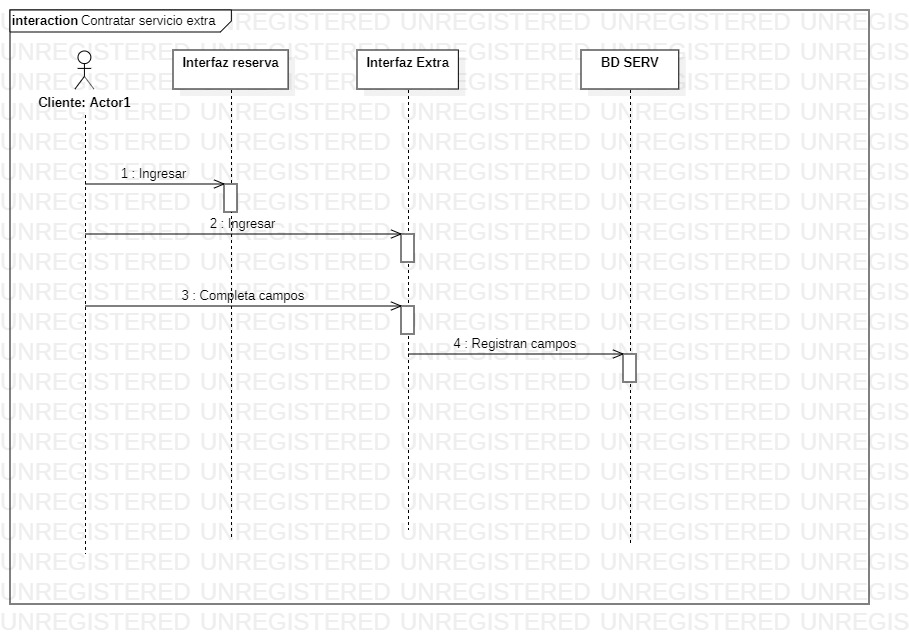 interaction Contratar servicio extra
Interfaz reserva
Interfaz Extra
BD SERV
Cliente: Actor1
1 : Ingresar
2 : Ingresar
3 : Completa campos
4 : Registran campos
UNREGISTERED UNREGISTERED UNREGISTERED UNREGISTERED UNREGIS